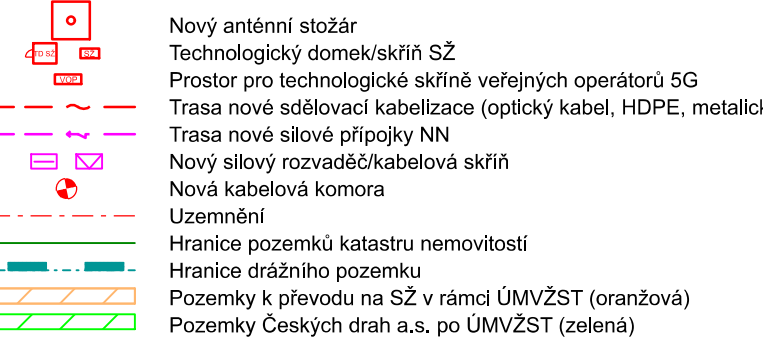 Nový anténní stožár
TD SŽ SŽ Technologický domek/skříň SŽ
VOP Prostor pro technologické skříně veřejných operátorů 5G
Trasa nové sdělovací kabelizace (optický kabel, HDPE, metalick
Trasa nové silové přípojky NN
Nový silový rozvaděč/kabelová skříň
Nová kabelová komora
Uzemnění
Hranice pozemků katastru nemovitostí
Hranice drážního pozemku
Pozemky k převodu na SŽ v rámci ÚMVŽST (oranžová)
Pozemky Českých drah a.s. po ÚMVŽST (zelená)